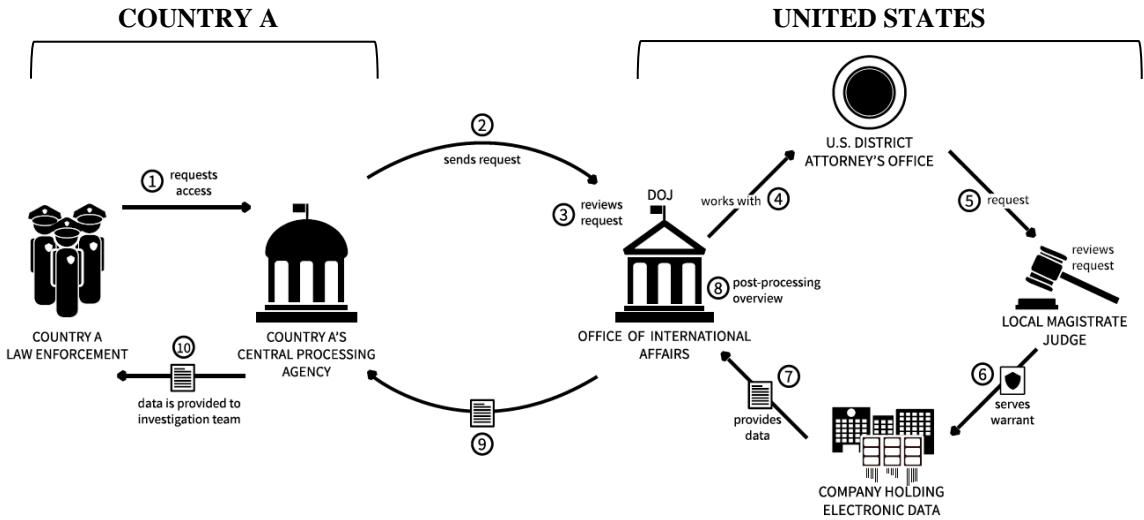 COUNTRY A
UNITED STATES
1 requests
access
2
sends request
3 reviews
request
DOJ
works with 4
U.S. DISTRICT
ATTORNEY'S OFFICE
5 request
reviews
request
LOCAL MAGISTRATE
JUDGE
8 post-processing
overview
OFFICE OF INTERNATIONAL
AFFAIRS
COUNTRY A
LAW ENFORCEMENT
COUNTRY A'S
CENTRAL PROCESSING
AGENCY
6
serves
warrant
7
provides
data
COMPANY HOLDING
ELECTRONIC DATA
9
10
data is provided to
investigation team